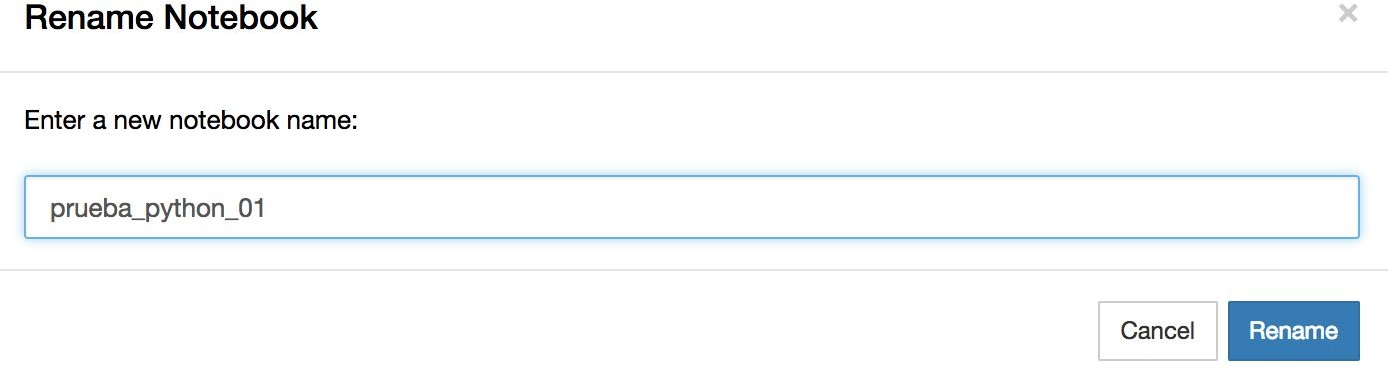 Rename Notebook
×
Enter a new notebook name:
prueba_python_01
Cancel Rename